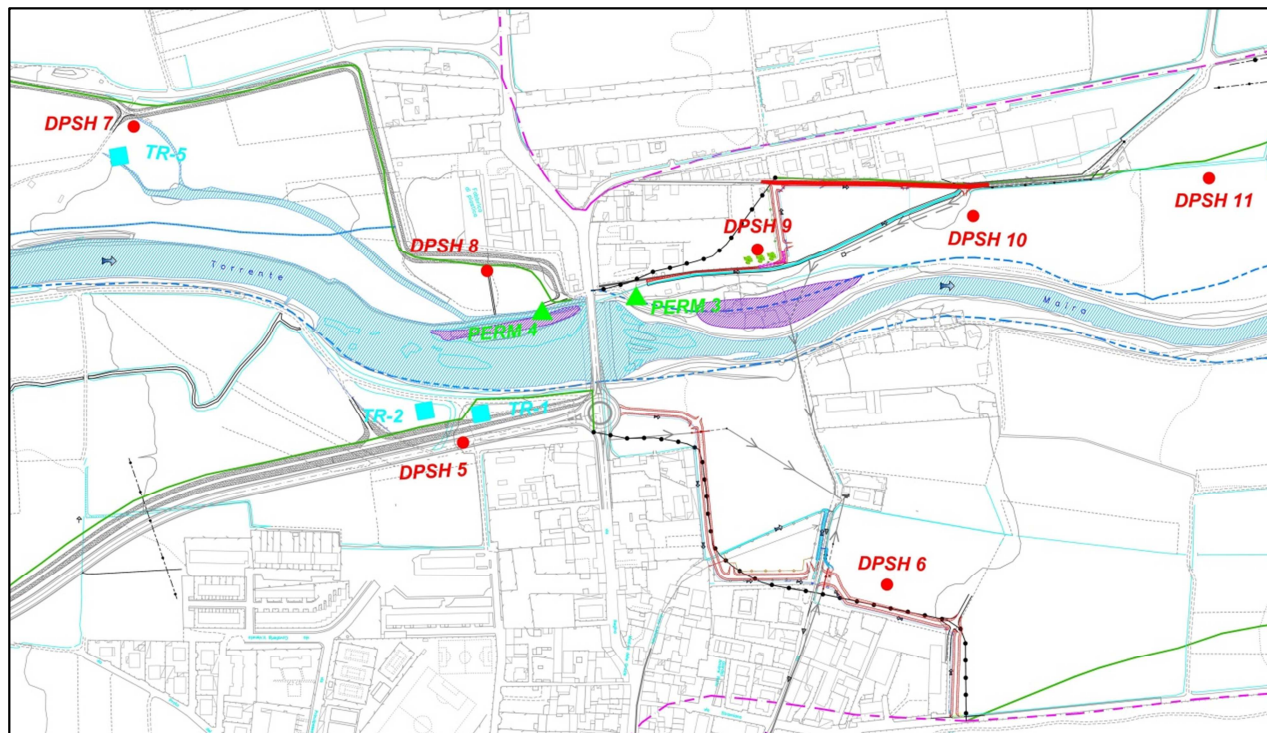 DPSH 7
TR-5
DPSH 11
DPSH 9
DPSH 10
DPSH 8
Torrente
Maira
PERM 3
PERM 4
TR-2
TR-1
DPSH 5
DPSH 6